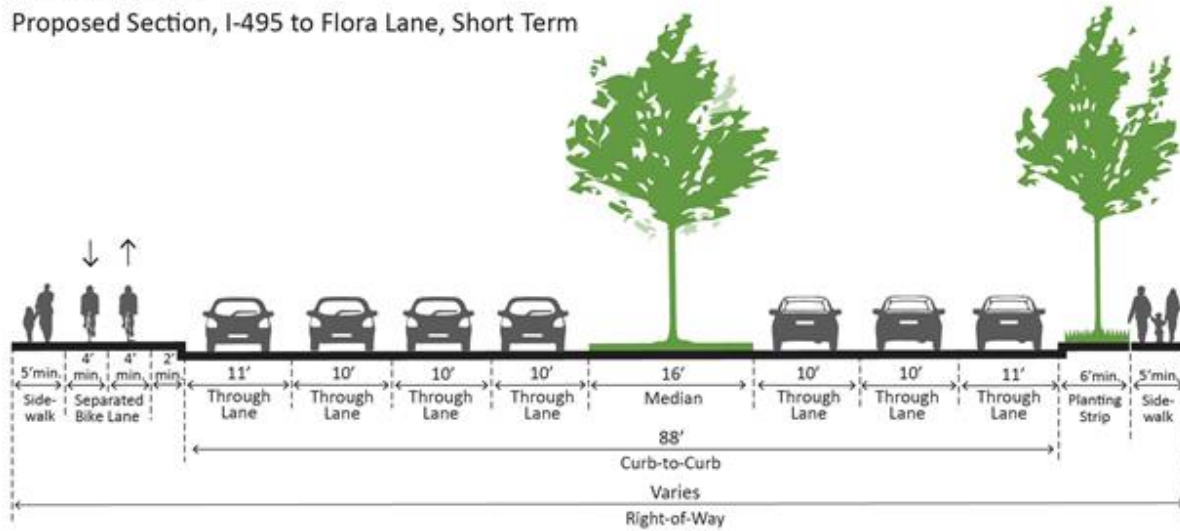 Proposed Section, I-495 to Flora Lane, Short Term
5'min. 4' min. 4' min. 2' min. 11' 10' 10' 10' 16' 10' 10' 11' 6'min. 5'min.
Side-walk Separated Bike Lane Through Lane Through Lane Through Lane Through Lane Median Through Lane Through Lane Through Lane Planting Strip Side-walk
88'
Curb-to-Curb
Varies
Right-of-Way